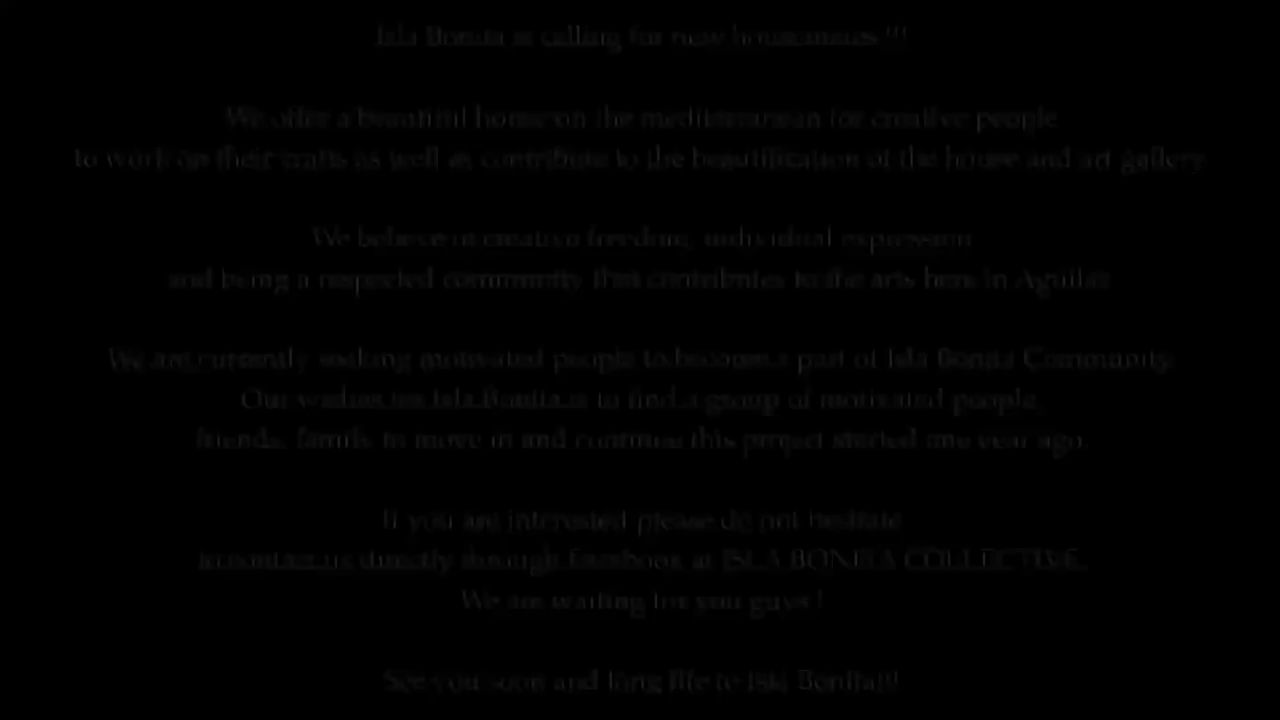 Isla Bonita is calling for new housemates !!!
We offer a beautiful home on the mediterranean for creative people
to work on their crafts as well as contribute to the beautification of the house and art gallery
We believe in creative freedom, individual expression
and being a respected community that contributes to the arts here in Aguilas
We are currently seeking motivated people to become a part of Isla Bonita Community.
Our wish Isla Bonita is to find a group of motivated people,
friends, family to move in and continue this project started one year ago.
If you are interested please do not hesitate
to contact us directly through facebook at ISLA BONITA COLLECTIVE.
We are waiting for you guys !
See you soon and long life to Isla Bonita!!!